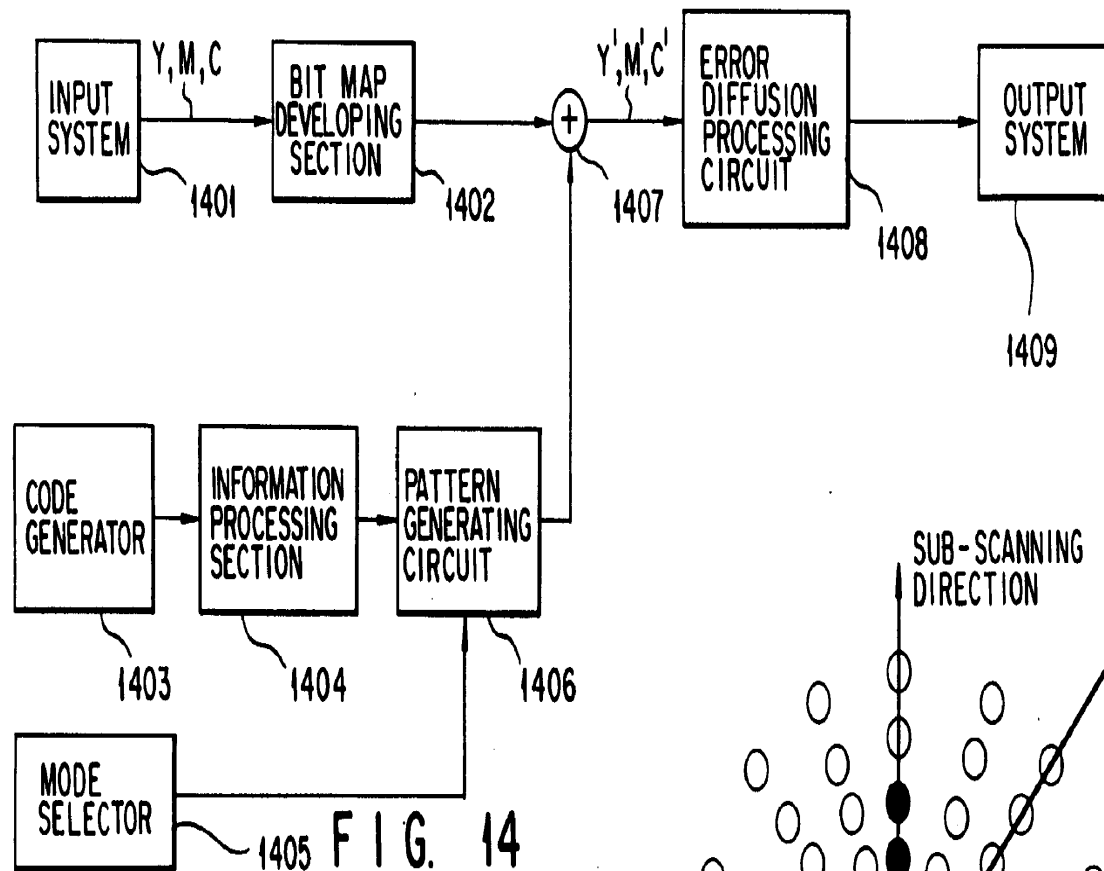 INPUT
SYSTEM
1401
Y,M,C
BIT MAP
DEVELOPING
SECTION
1402
+
1407
Y',M',C'
ERROR
DIFFUSION
PROCESSING
CIRCUIT
1408
OUTPUT
SYSTEM
1409
CODE
GENERATOR
1403
INFORMATION
PROCESSING
SECTION
1404
PATTERN
GENERATING
CIRCUIT
1406
MODE
SELECTOR
1405
FIG. 14
SUB-SCANNING
DIRECTION